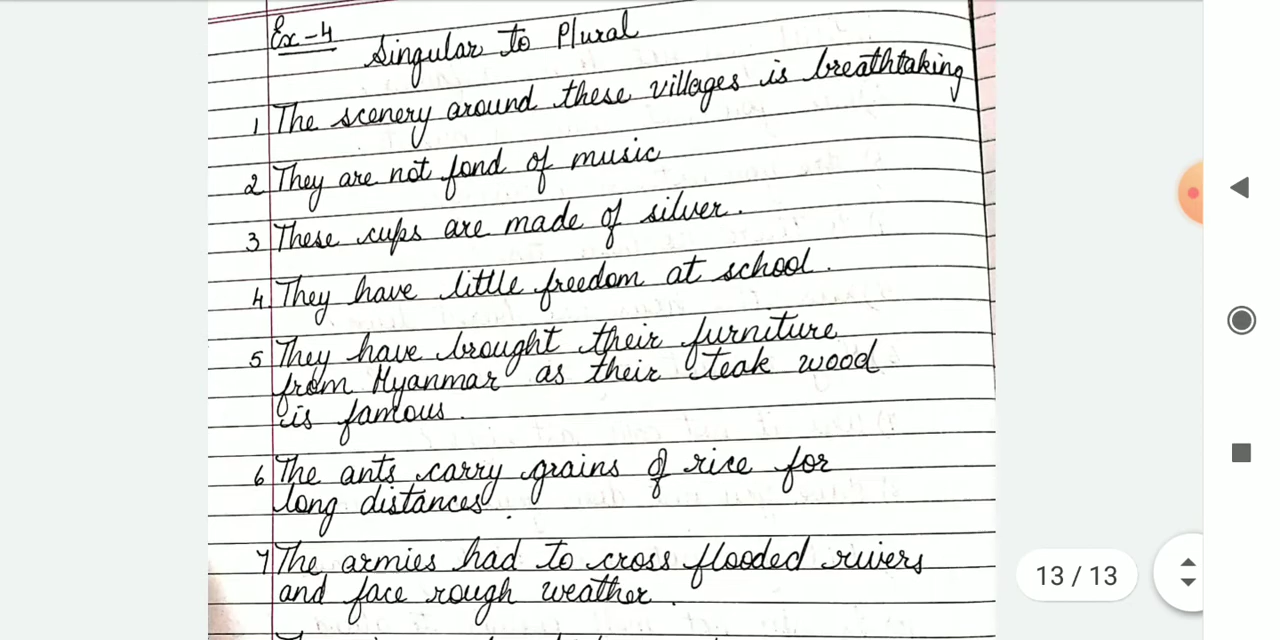 Ex-4
Singular to Plural
1 The scenery around these villages is breathtaking
2 They are not fond of music
3 These cups are made of silver.
4. They have little freedom at school.
5 They have brought their furniture
from Myanmar as their teak wood
is famous.
6 The ants carry grains of rice for
long distances.
7 The armies had to cross flooded rivers
and face rough weather.
13 / 13